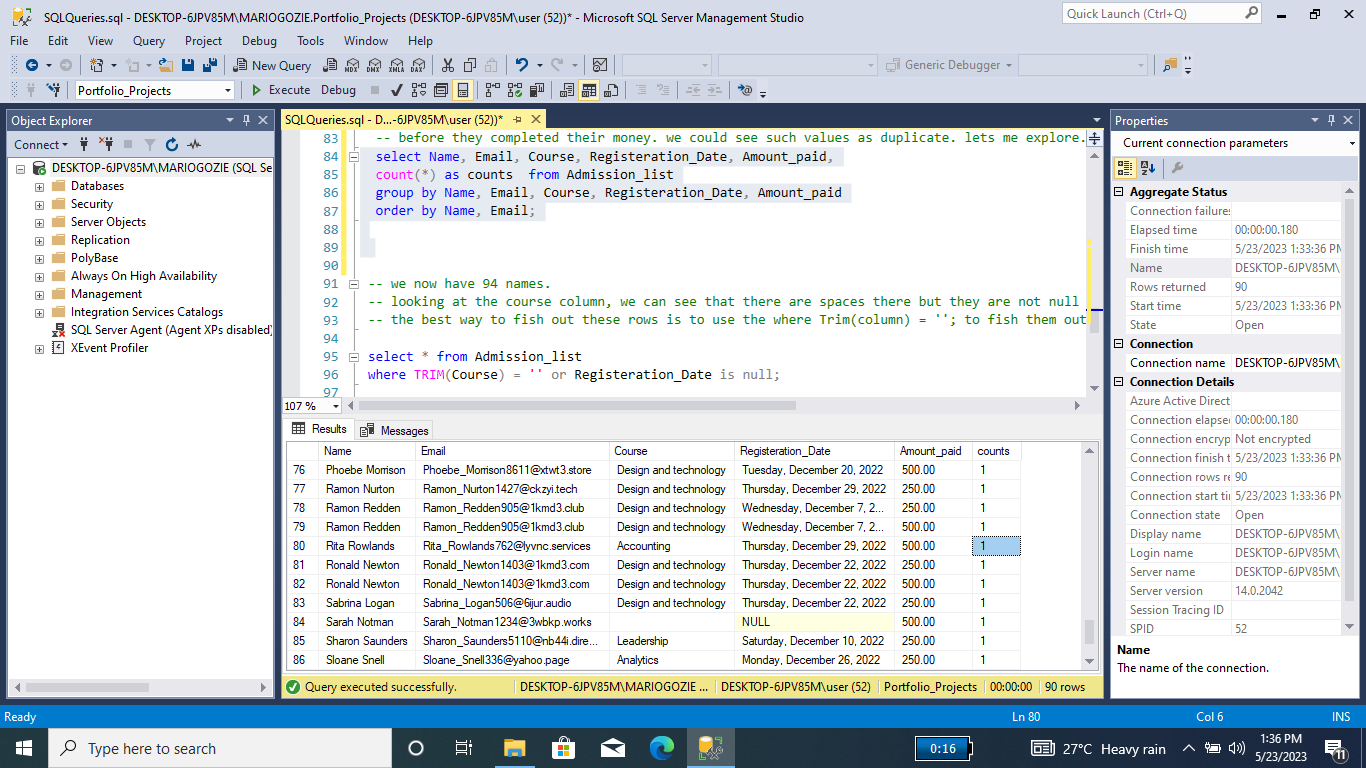 SQLQueries.sql - DESKTOP-6JPV85M\MARIOGOZIE.Portfolio_Projects (DESKTOP-6JPV85M\user (52))* - Microsoft SQL Server Management Studio
Quick Launch (Ctrl+Q)
File Edit View Query Project Debug Tools Window Help
New Query MDX DMX XMLA DAX Generic Debugger
Portfolio_Projects Execute Debug
Object Explorer
Connect
DESKTOP-6JPV85M\MARIOGOZIE (SQL Se
Databases
Security
Server Objects
Replication
PolyBase
Always On High Availability
Management
Integration Services Catalogs
SQL Server Agent (Agent XPs disabled)
XEvent Profiler
SQLQueries.sql - D...-6JPV85M\user (52))*
83 -- before they completed their money. we could see such values as duplicate. lets me explore.
84 select Name, Email, Course, Registeration_Date, Amount_paid,
85 count(*) as counts from Admission_list
86 group by Name, Email, Course, Registeration_Date, Amount_paid
87 order by Name, Email;
88
89
90
91 -- we now have 94 names.
92 -- looking at the course column, we can see that there are spaces there but they are not null
93 -- the best way to fish out these rows is to use the where Trim(column) = ''; to fish them out
94
95 select * from Admission_list
96 where TRIM(Course) = '' or Registeration_Date is null;
97
107 %
Results Messages
Name Email Course Registeration_Date Amount_paid counts
76 Phoebe Morrison Phoebe_Morrison8611@xtwt3.store Design and technology Tuesday, December 20, 2022 500.00 1
77 Ramon Nurton Ramon_Nurton1427@ckzyi.tech Design and technology Thursday, December 29, 2022 250.00 1
78 Ramon Redden Ramon_Redden905@1kmd3.club Design and technology Wednesday, December 7, 2... 250.00 1
79 Ramon Redden Ramon_Redden905@1kmd3.club Design and technology Wednesday, December 7, 2... 500.00 1
80 Rita Rowlands Rita_Rowlands762@lyvnc.services Accounting Thursday, December 29, 2022 500.00 1
81 Ronald Newton Ronald_Newton1403@1kmd3.com Design and technology Thursday, December 22, 2022 250.00 1
82 Ronald Newton Ronald_Newton1403@1kmd3.com Design and technology Thursday, December 22, 2022 500.00 1
83 Sabrina Logan Sabrina_Logan506@6ijur.audio Design and technology Thursday, December 22, 2022 250.00 1
84 Sarah Notman Sarah_Notman1234@3wbkp.works NULL 500.00 1
85 Sharon Saunders Sharon_Saunders5110@nb44i.dire... Leadership Saturday, December 10, 2022 250.00 1
86 Sloane Snell Sloane_Snell336@yahoo.page Analytics Monday, December 26, 2022 250.00 1
Query executed successfully. DESKTOP-6JPV85M\MARIOGOZIE ... DESKTOP-6JPV85M\user (52) Portfolio_Projects 00:00:00 90 rows
Properties
Current connection parameters
Aggregate Status
Connection failures
Elapsed time 00:00:00.180
Finish time 5/23/2023 1:33:36 PM
Name DESKTOP-6JPV85M\
Rows returned 90
Start time 5/23/2023 1:33:36 PM
State Open
Connection
Connection name DESKTOP-6JPV85M\
Connection Details
Azure Active Direct
Connection elapse 00:00:00.180
Connection encryp Not encrypted
Connection finish t 5/23/2023 1:33:36 PM
Connection rows re 90
Connection start ti 5/23/2023 1:33:36 PM
Connection state Open
Display name DESKTOP-6JPV85M\
Login name DESKTOP-6JPV85M\
Server name DESKTOP-6JPV85M\
Server version 14.0.2042
Session Tracing ID
SPID 52
Name
The name of the connection.
Ready Ln 80 Col 6 INS
Type here to search
0:16
27°C Heavy rain
1:36 PM
5/23/2023
11